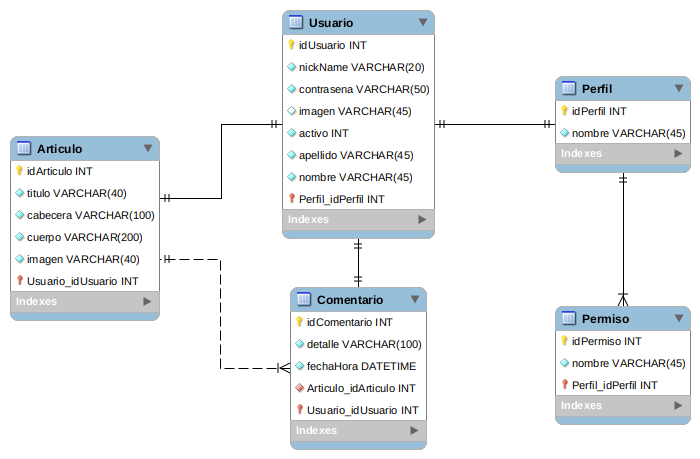 Usuario
idUsuario INT
nickName VARCHAR(20)
contrasena VARCHAR(50)
imagen VARCHAR(45)
activo INT
apellido VARCHAR(45)
nombre VARCHAR(45)
Perfil_idPerfil INT
Indexes
Perfil
idPerfil INT
nombre VARCHAR(45)
Indexes
Articulo
idArticulo INT
titulo VARCHAR(40)
cabecera VARCHAR(100)
cuerpo VARCHAR(200)
imagen VARCHAR(40)
Usuario_idUsuario INT
Indexes
Comentario
idComentario INT
detalle VARCHAR(100)
fechaHora DATETIME
Articulo_idArticulo INT
Usuario_idUsuario INT
Indexes
Permiso
idPermiso INT
nombre VARCHAR(45)
Perfil_idPerfil INT
Indexes